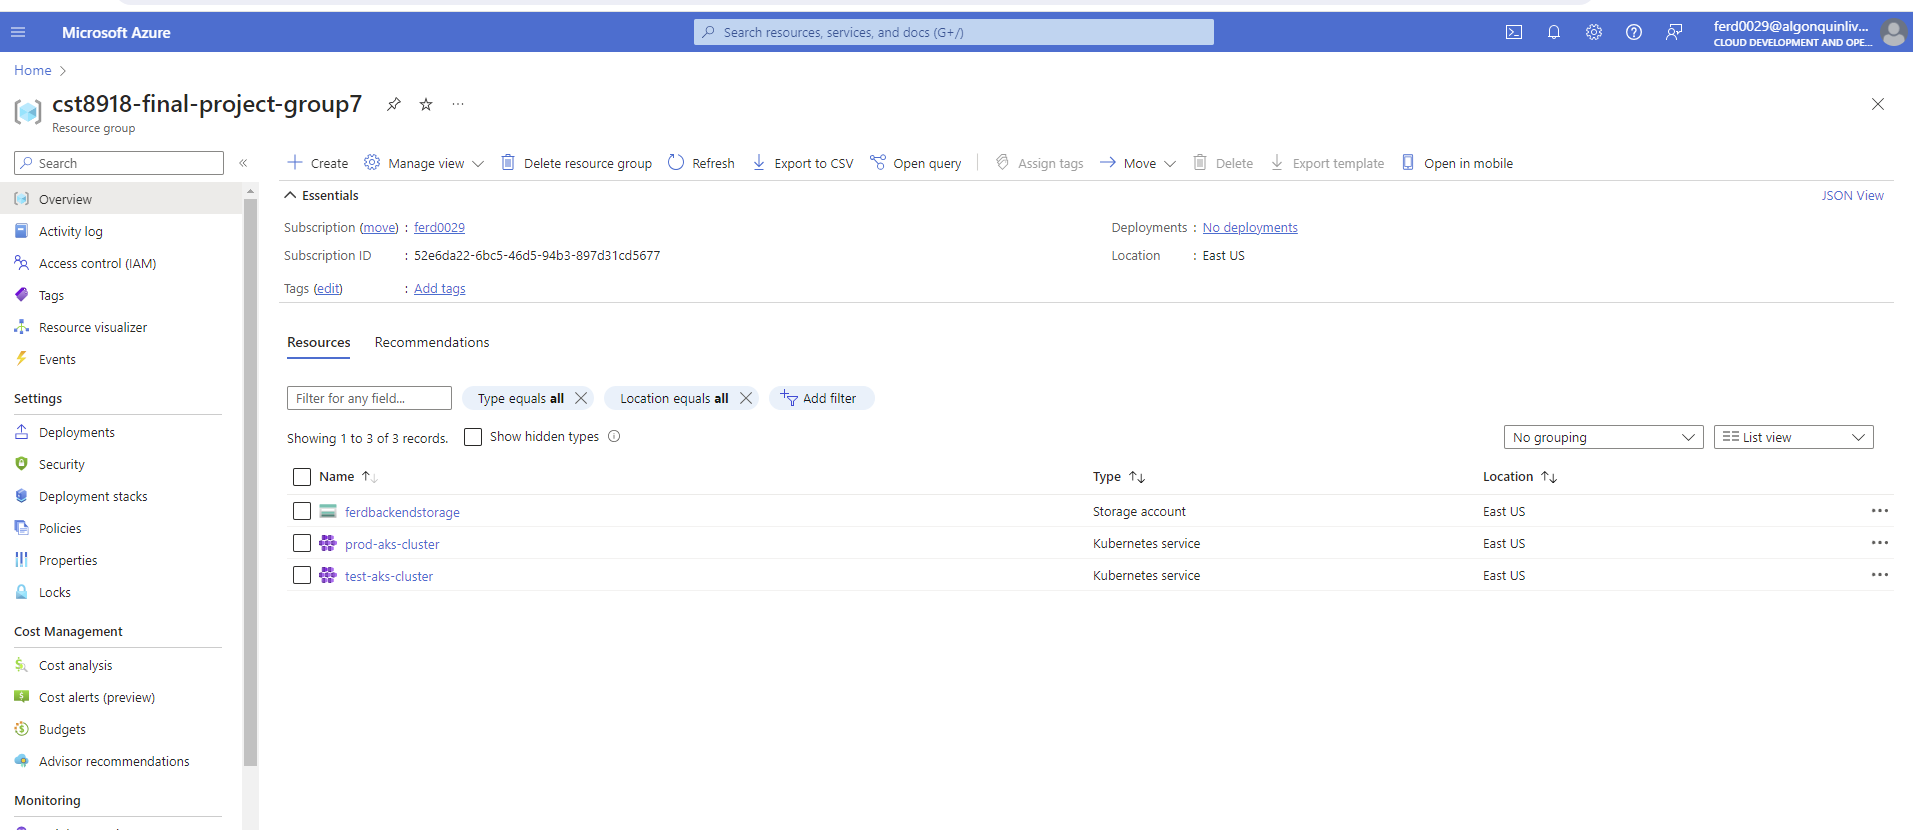 Microsoft Azure
Search resources, services, and docs (G+/)
ferd0029@algonquinliv...
CLOUD DEVELOPMENT AND OPE...
Home
cst8918-final-project-group7
...
Resource group
Search
«
Create
Manage view
Delete resource group
Refresh
Export to CSV
Open query
Assign tags
Move
Delete
Export template
Open in mobile
Overview
Activity log
Access control (IAM)
Tags
Resource visualizer
Events
Settings
Deployments
Security
Deployment stacks
Policies
Properties
Locks
Cost Management
Cost analysis
Cost alerts (preview)
Budgets
Advisor recommendations
Monitoring
Essentials
JSON View
Subscription (move) : ferd0029
Deployments : No deployments
Subscription ID : 52e6da22-6bc5-46d5-94b3-897d31cd5677
Location : East US
Tags (edit) : Add tags
Resources
Recommendations
Filter for any field...
Type equals all
Location equals all
Add filter
Showing 1 to 3 of 3 records.
Show hidden types
No grouping
List view
Name Type Location
ferdbackendstorage Storage account East US
prod-aks-cluster Kubernetes service East US
test-aks-cluster Kubernetes service East US